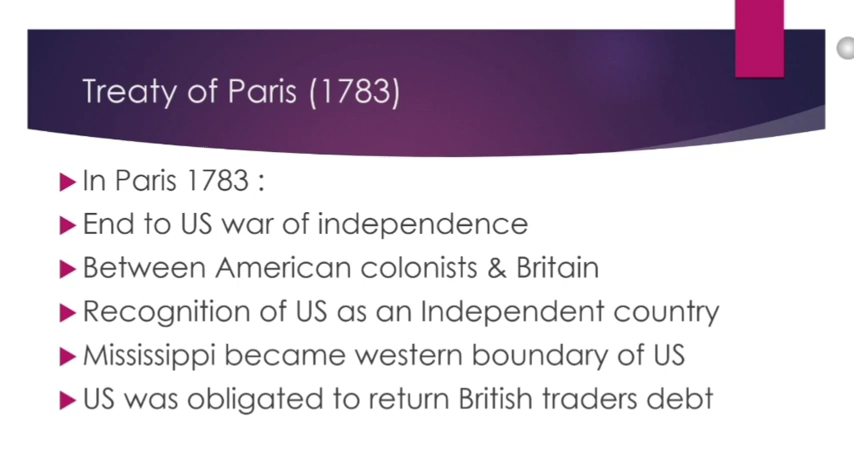 Treaty of Paris (1783)
In Paris 1783 :
End to US war of independence
Between American colonists & Britain
Recognition of US as an Independent country
Mississippi became western boundary of US
US was obligated to return British traders debt